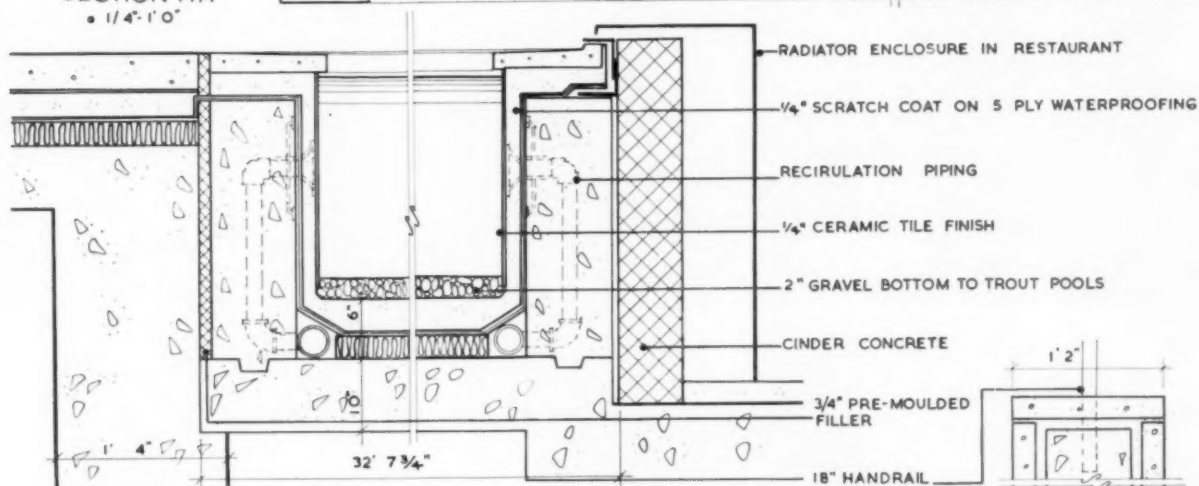 1/4"-1'0"
RADIATOR ENCLOSURE IN RESTAURANT
1/4" SCRATCH COAT ON 5 PLY WATERPROOFING
RECIRULATION PIPING
1/4" CERAMIC TILE FINISH
2" GRAVEL BOTTOM TO TROUT POOLS
6"
CINDER CONCRETE
1' 2"
3/4" PRE-MOULDED
FILLER
1' 4"
32' 7 3/4"
18" HANDRAIL